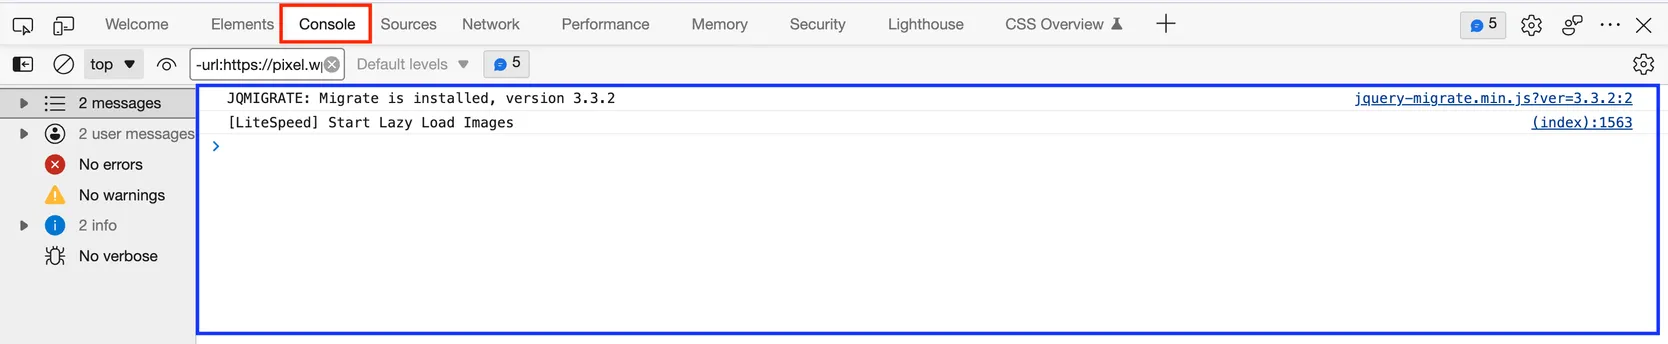 Welcome Elements Console Sources Network Performance Memory Security Lighthouse CSS Overview 5
top -url:https://pixel.w Default levels 5
2 messages
JQMIGRATE: Migrate is installed, version 3.3.2 jquery-migrate.min.js?ver=3.3.2:2
2 user messages
[LiteSpeed] Start Lazy Load Images (index):1563
>
No errors
No warnings
2 info
No verbose